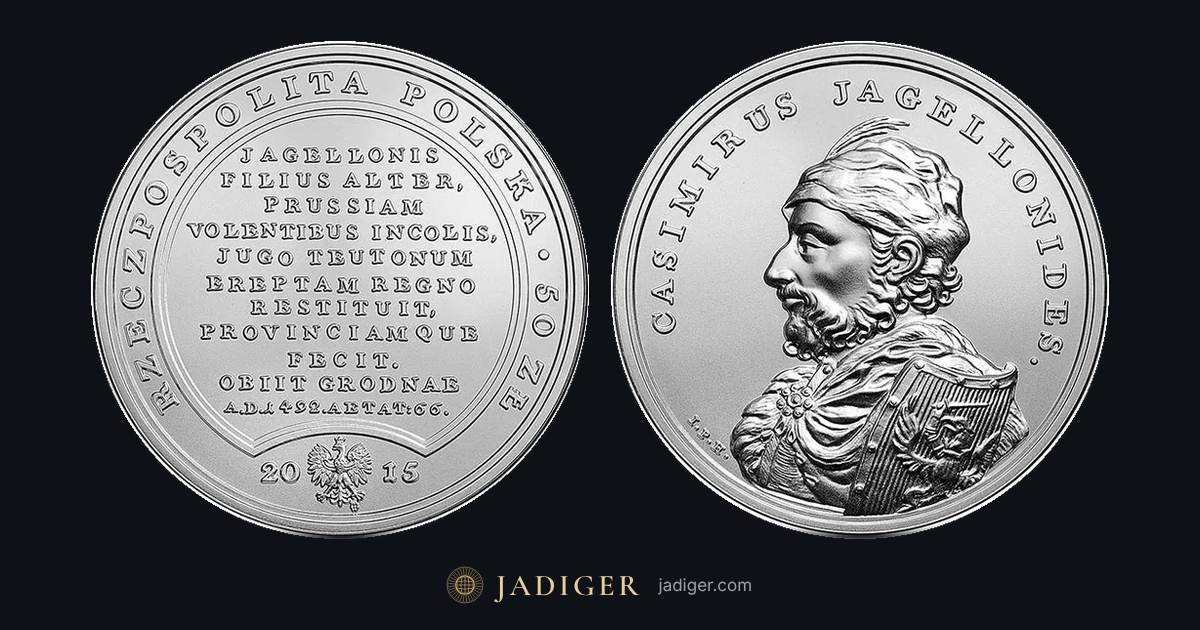 RZECZPOSPOLITA POLSKA · 50 ZŁ
JAGELLONIS
FILIUS ALTER,
PRUSSIAM
VOLENTIBUS INCOLIS,
JUGO TEUTONUM
EREPTAM REGNO
RESTITUIT,
PROVINCIAMQUE
FECIT.
OBIIT GRODNAE
A.D.1492.AETAT:66.
20 15
CASIMIRUS JAGELLONIDES.
I.P.H.
JADIGER jadiger.com